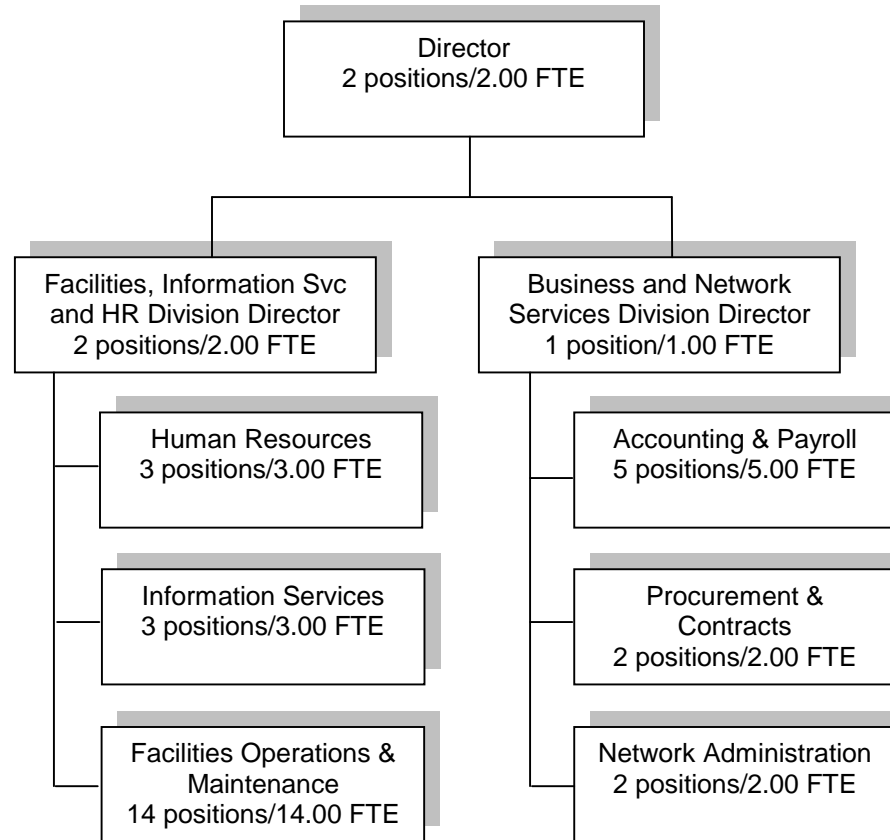 Director
2 positions/2.00 FTE
Facilities, Information Svc
and HR Division Director
2 positions/2.00 FTE
Business and Network
Services Division Director
1 position/1.00 FTE
Human Resources
3 positions/3.00 FTE
Accounting & Payroll
5 positions/5.00 FTE
Information Services
3 positions/3.00 FTE
Procurement &
Contracts
2 positions/2.00 FTE
Facilities Operations &
Maintenance
14 positions/14.00 FTE
Network Administration
2 positions/2.00 FTE